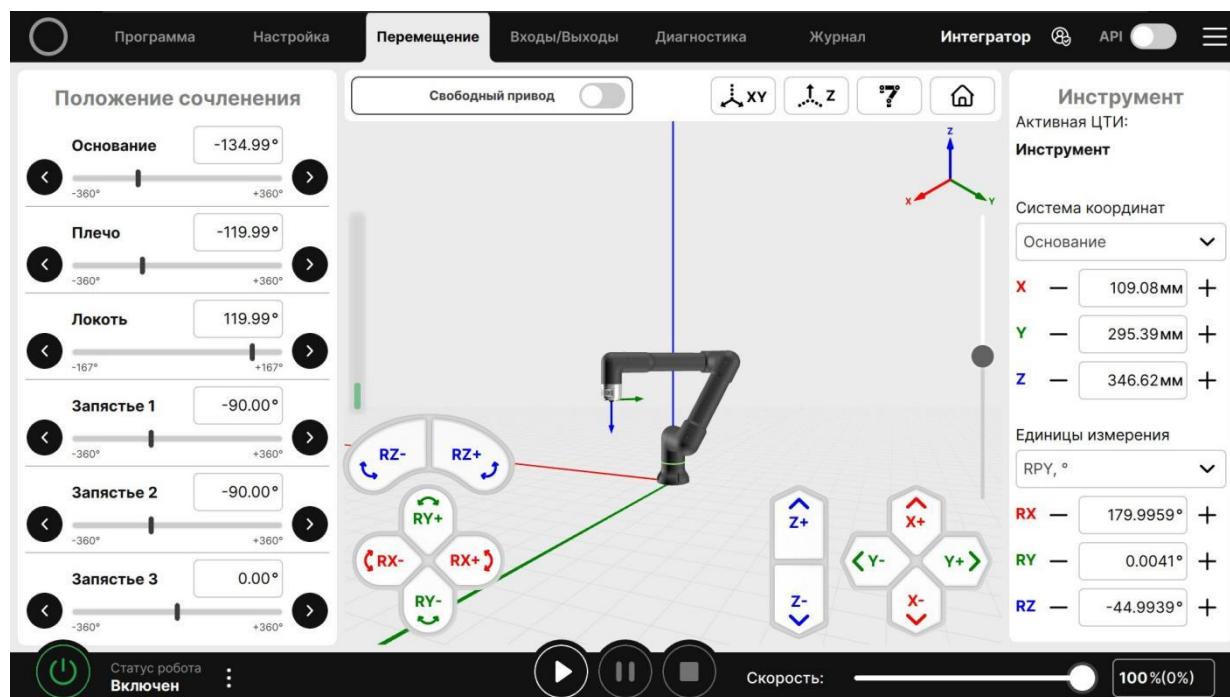 Программа Настройка Перемещение Входы/Выходы Диагностика Журнал Интегратор API
Положение сочленения
Основание -134.99°
-360° +360°
Плечо -119.99°
-360° +360°
Локоть 119.99°
-167° +167°
Запястье 1 -90.00°
-360° +360°
Запястье 2 -90.00°
-360° +360°
Запястье 3 0.00°
-360° +360°
Свободный привод XY Z
Z
X Y
RZ- RZ+
RY+
RX- RX+
RY-
Z+
Z-
X+
Y- Y+
X-
Инструмент
Активная ЦТИ:
Инструмент
Система координат
Основание
X — 109.08мм +
Y — 295.39мм +
Z — 346.62мм +
Единицы измерения
RPY, °
RX — 179.9959° +
RY — 0.0041° +
RZ — -44.9939° +
Статус робота
Включен
Скорость: 100%(0%)